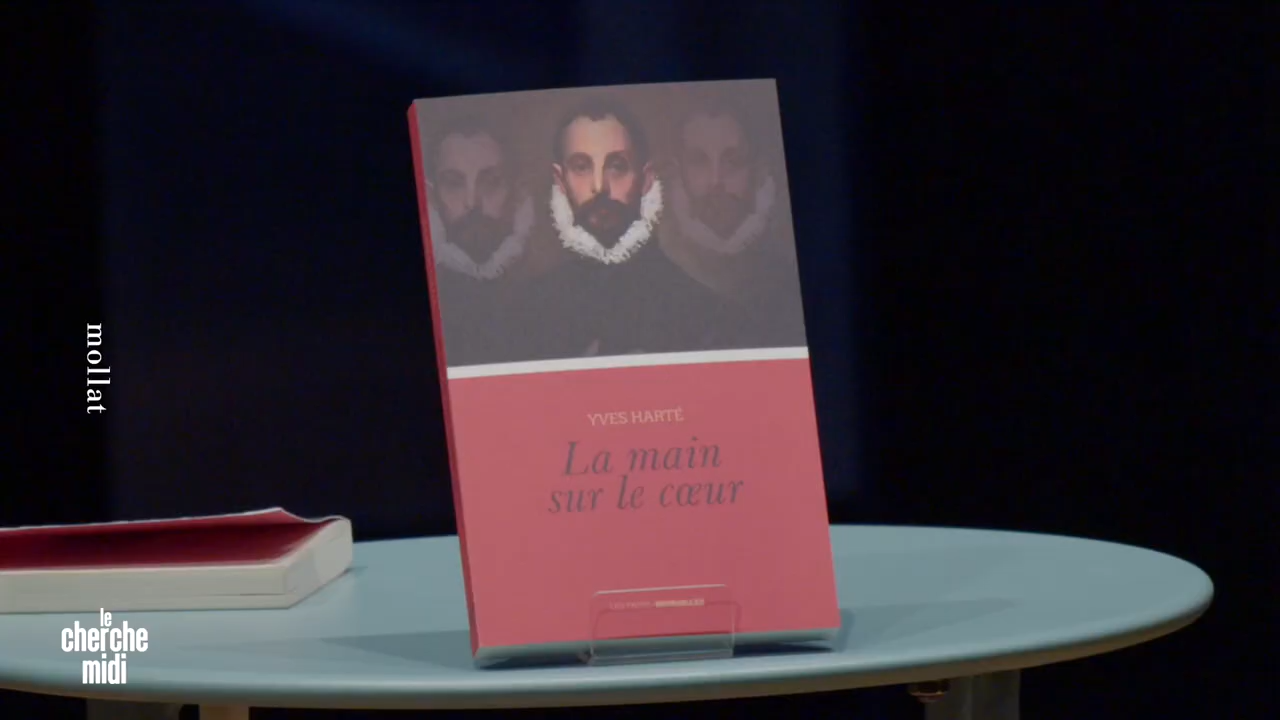 mollat
YVES HARTÉ
La main
sur le cœur
le
cherche
midi